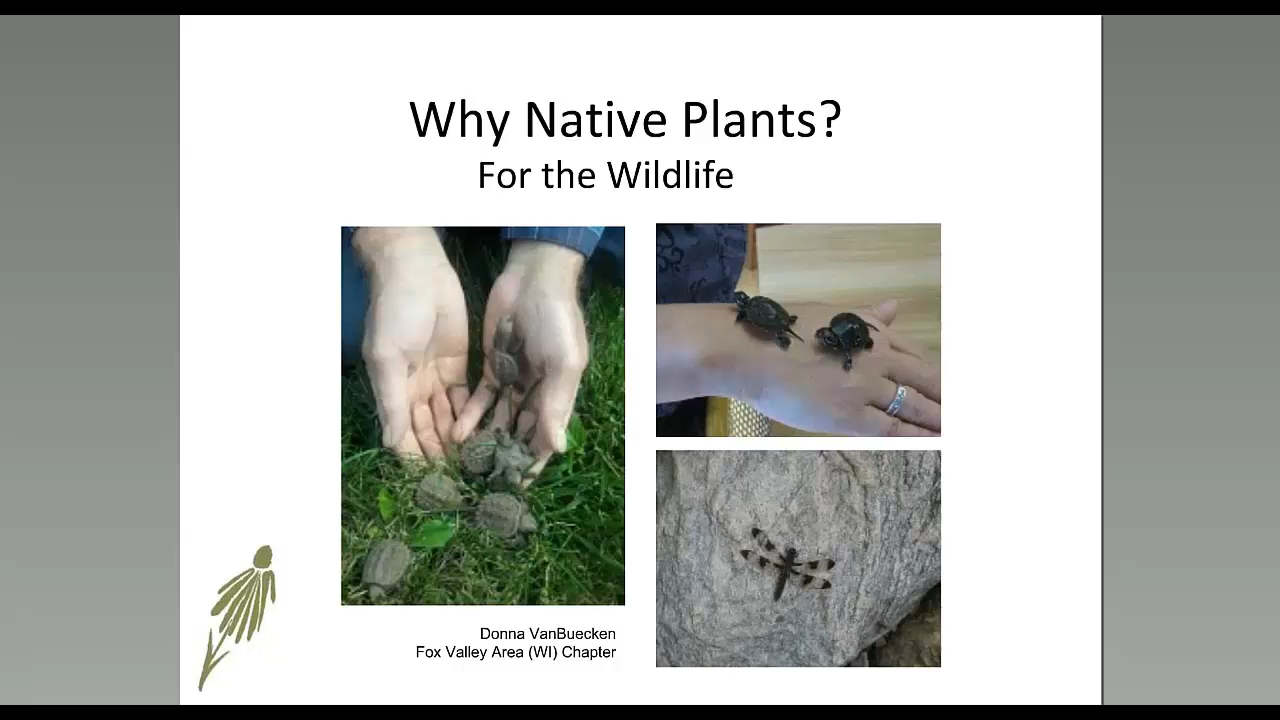 Why Native Plants?
For the Wildlife
Donna VanBuecken
Fox Valley Area (WI) Chapter